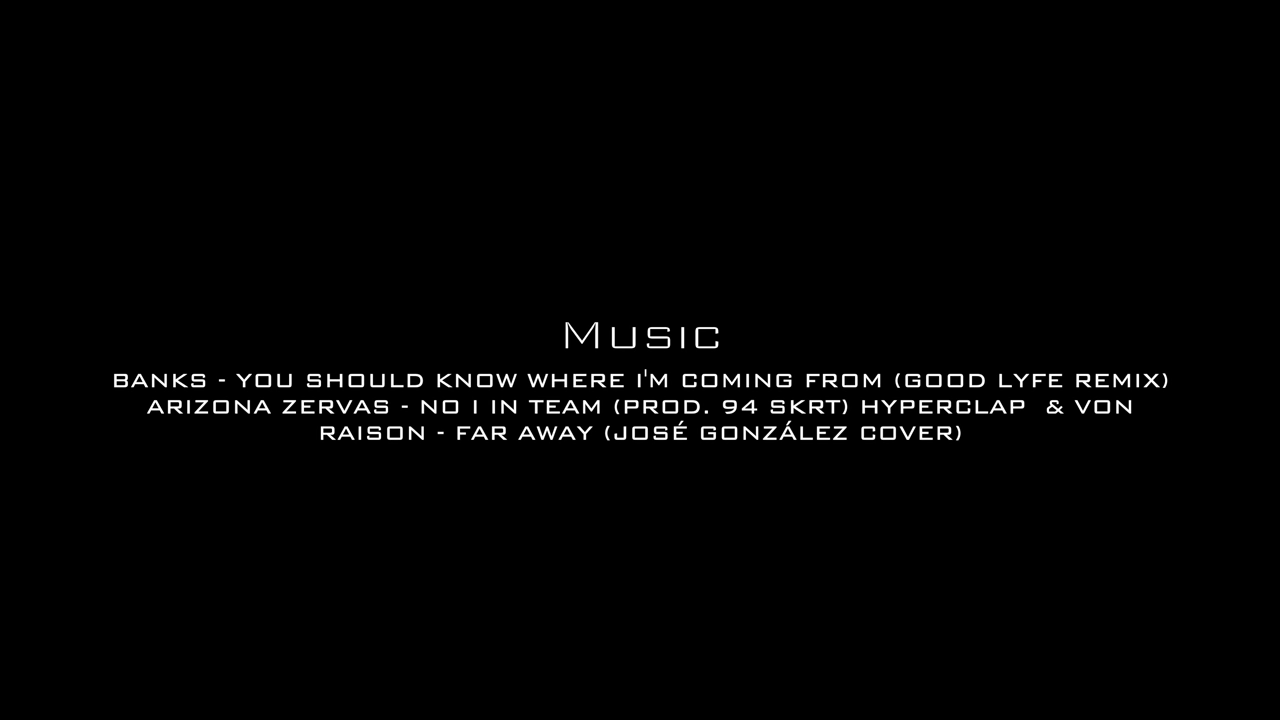 Music
BANKS - YOU SHOULD KNOW WHERE I'M COMING FROM (GOOD LYFE REMIX)
ARIZONA ZERVAS - NO I IN TEAM (PROD. 94 SKRT) HYPERCLAP  & VON
RAISON - FAR AWAY (JOSÉ GONZÁLEZ COVER)